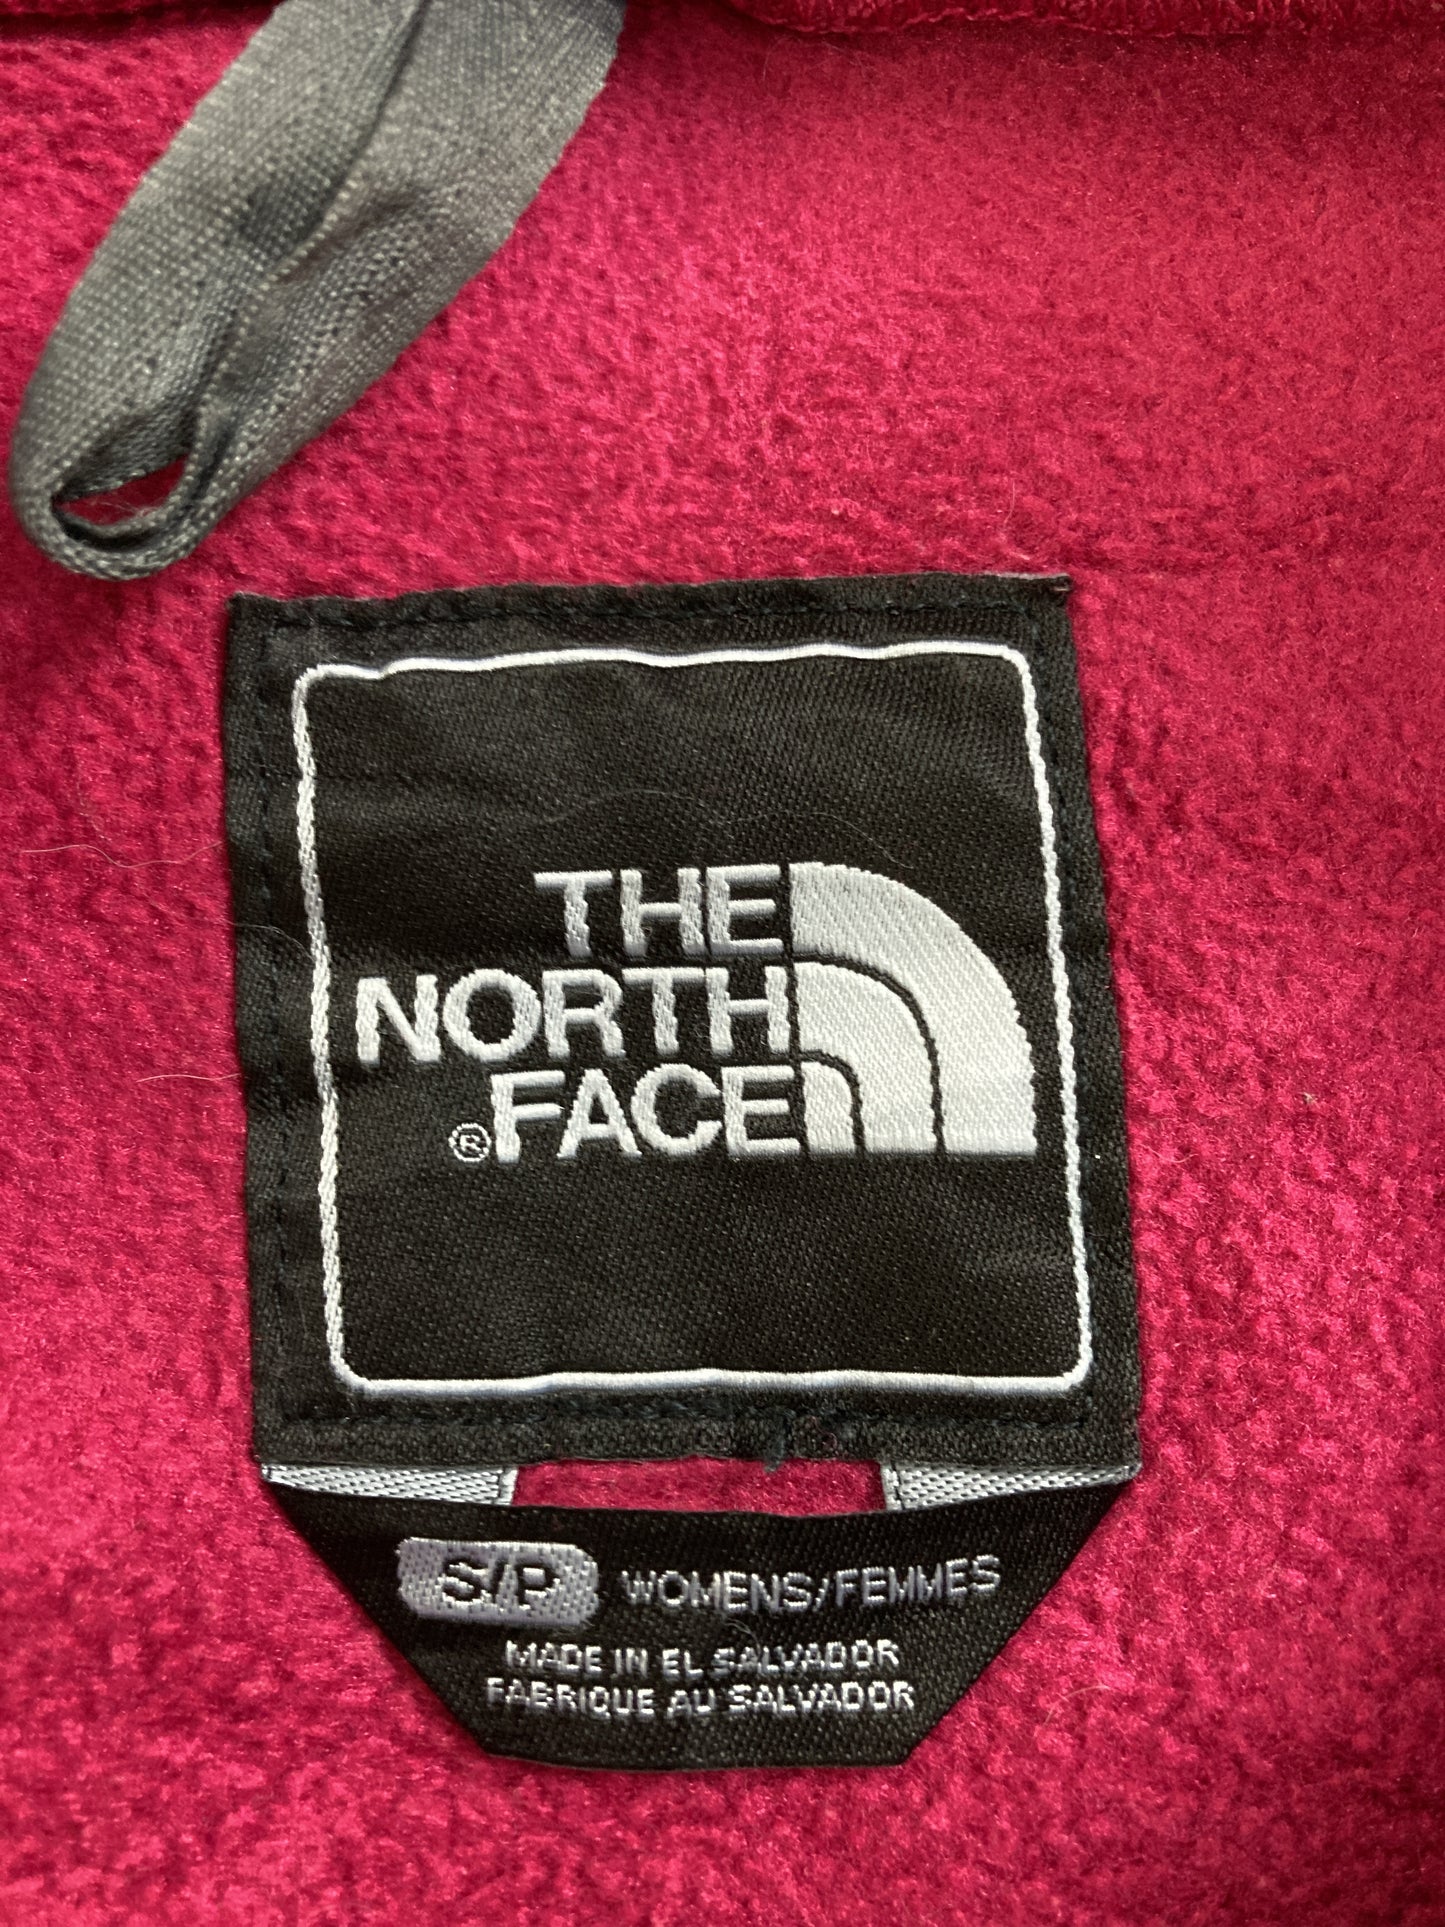 THE
NORTH
®FACE
S/P WOMENS/FEMMES
MADE IN EL SALVADOR
FABRIQUE AU SALVADOR